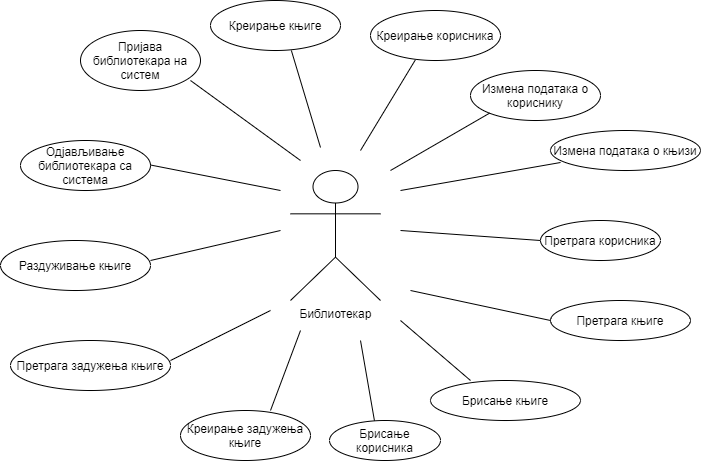 Креирање књиге
Креирање корисника
Пријава
библиотекара на
систем
Измена података о
кориснику
Одјављивање
библиотекара са
система
Измена података о књизи
Претрага корисника
Раздуживање књиге
Библиотекар
Претрага књиге
Претрага задужења књиге
Брисање књиге
Креирање задужења
књиге
Брисање
корисника